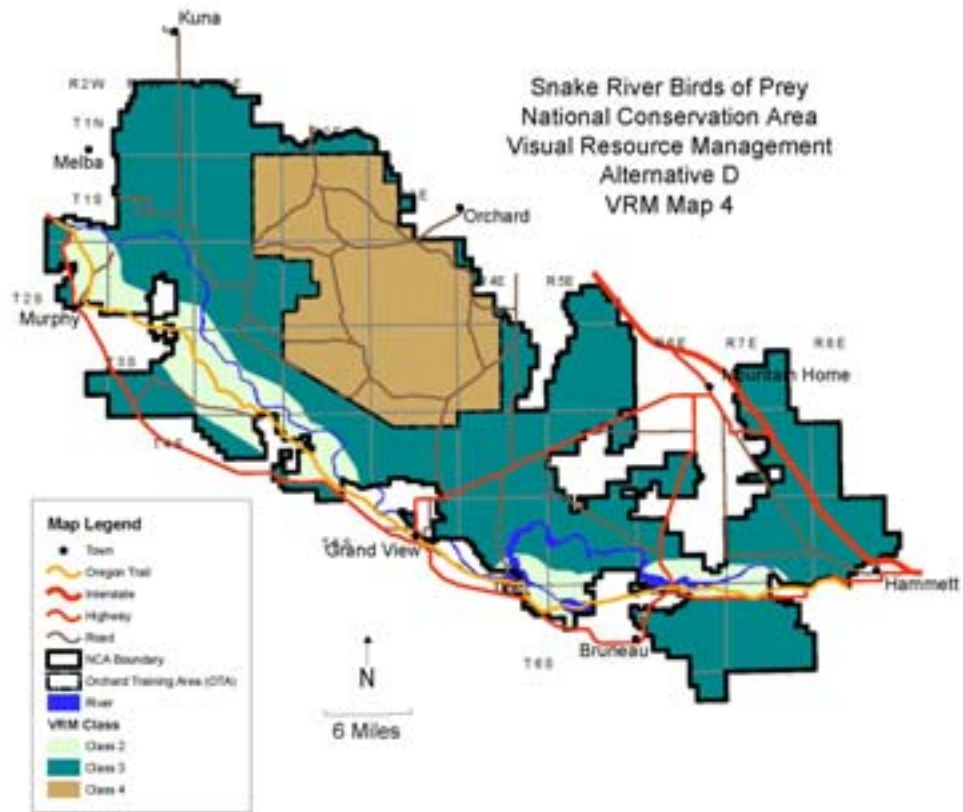 Kuna
Snake River Birds of Prey
National Conservation Area
Visual Resource Management
Alternative D
VRM Map 4
R2W
E
T1N
Melba
T1S
E
Orchard
T2S
Murphy
4E
R5E
T3S
R6E
R7E
R8E
Mountain Home
Grand View
Hammett
Bruneau
T6S
N
6 Miles
Map Legend
Town
Oregon Trail
Interstate
Highway
Road
NCA Boundary
Orchard Training Area (OTA)
River
VRM Class
Class 2
Class 3
Class 4